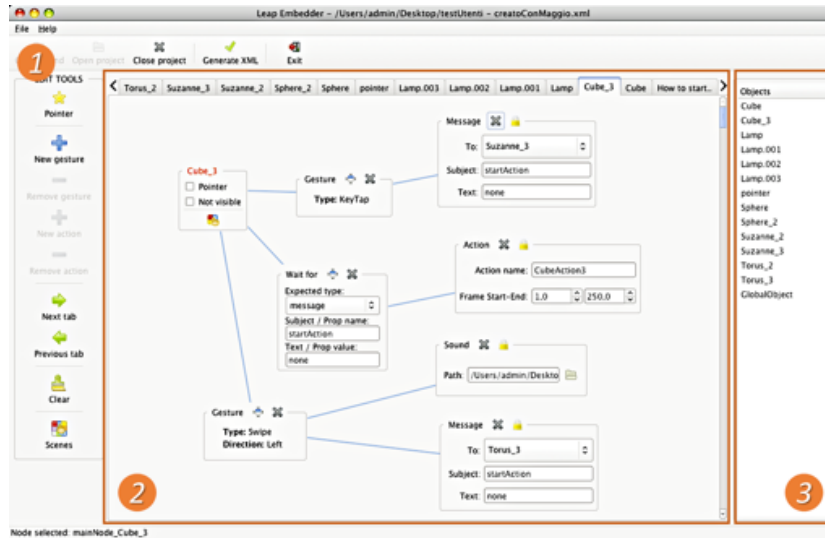 Leap Embedder - /Users/admin/Desktop/testUtenti - creatoConMaggio.xml
File Help
Open project Close project Generate XML Exit
1
EDIT TOOLS
Pointer
New gesture
Remove gesture
New action
Remove action
Next tab
Previous tab
Clear
Scenes
Torus_2 Suzanne_3 Suzanne_2 Sphere_2 Sphere pointer Lamp.003 Lamp.002 Lamp.001 Lamp Cube_3 Cube How to start..
Cube_3
Pointer
Not visible
Gesture
Type: KeyTap
Message
To: Suzanne_3
Subject: startAction
Text: none
Wait for
Expected type:
message
Subject / Prop name:
startAction
Text / Prop value:
none
Action
Action name: CubeAction3
Frame Start-End: 1,0 250,0
Gesture
Type: Swipe
Direction: Left
Sound
Path: /Users/admin/Deskto
Message
To: Torus_3
Subject: startAction
Text: none
2
Objects
Cube
Cube_3
Lamp
Lamp.001
Lamp.002
Lamp.003
pointer
Sphere
Sphere_2
Suzanne_2
Suzanne_3
Torus_2
Torus_3
GlobalObject
3
Node selected: mainNode_Cube_3